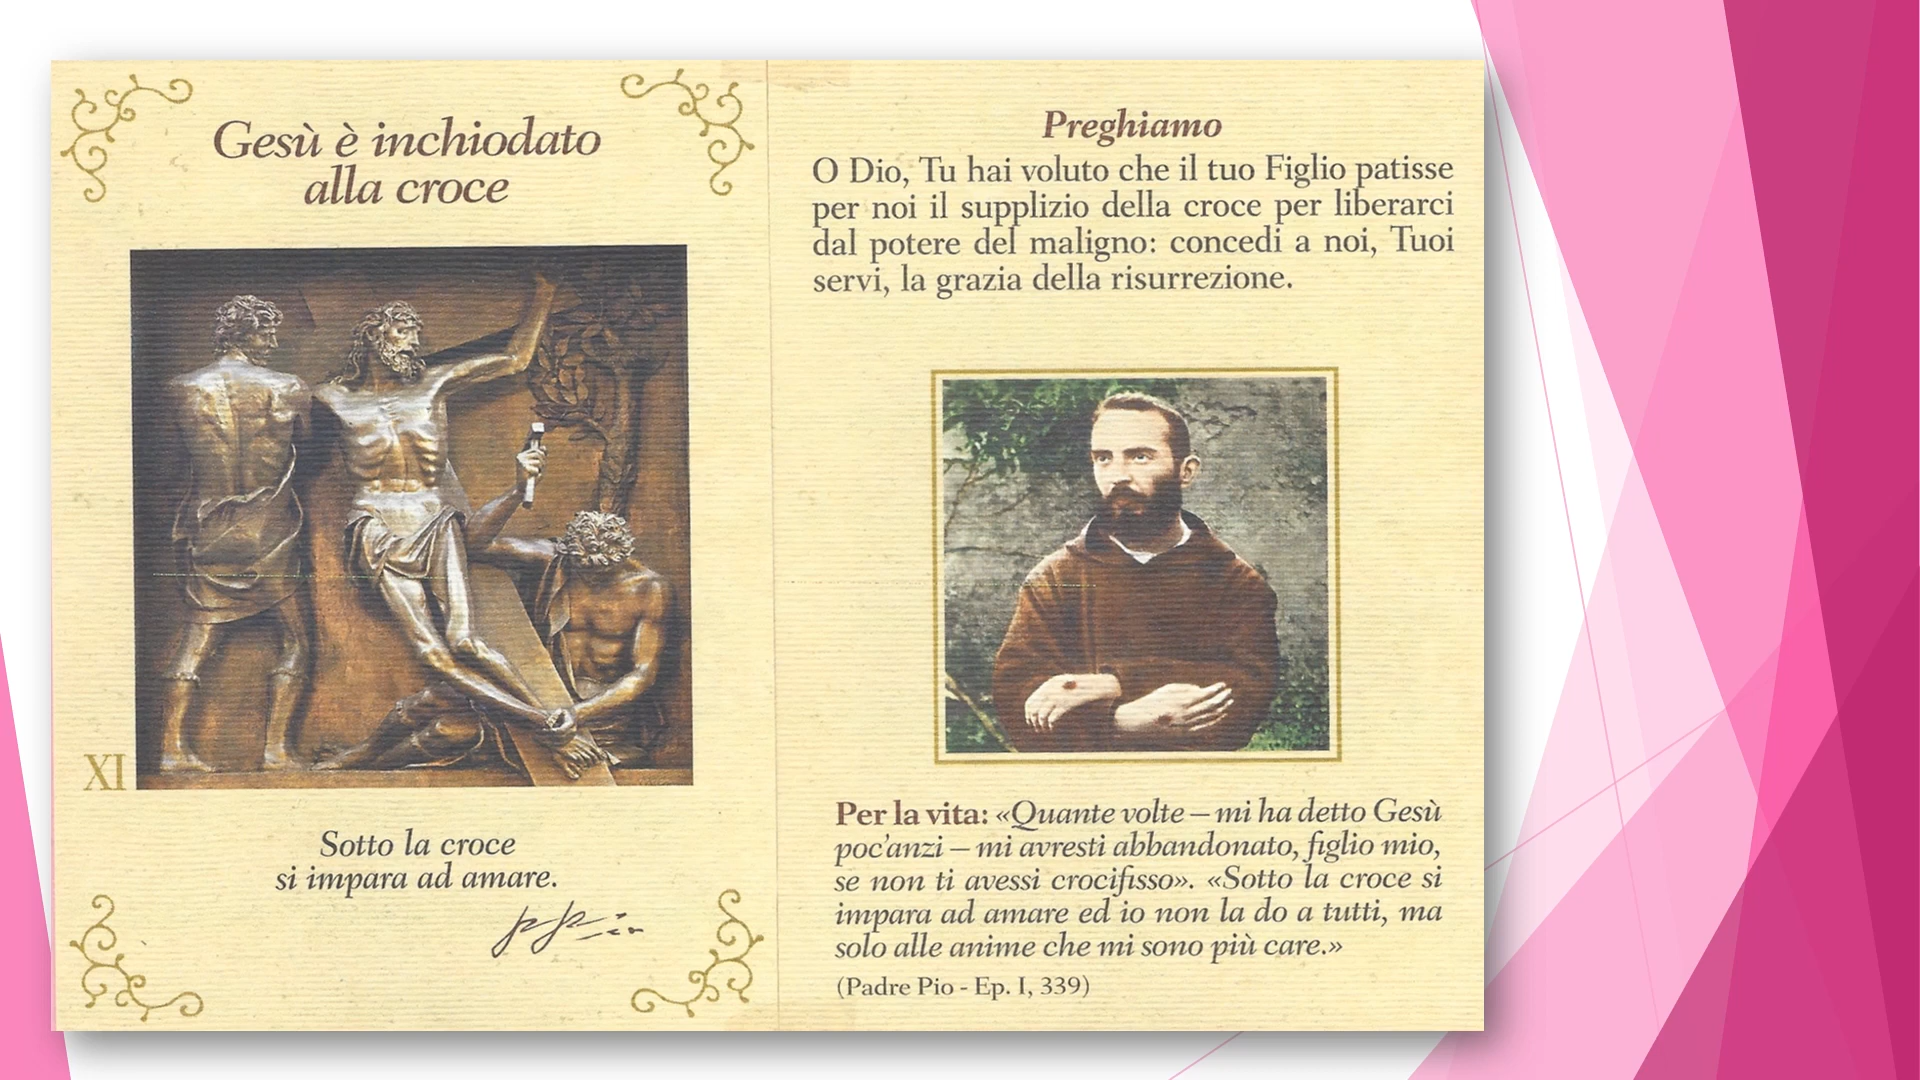 Gesù è inchiodato
alla croce
XI
Sotto la croce
si impara ad amare.
Preghiamo
O Dio, Tu hai voluto che il tuo Figlio patisse
per noi il supplizio della croce per liberarci
dal potere del maligno: concedi a noi, Tuoi
servi, la grazia della risurrezione.
Per la vita: «Quante volte – mi ha detto Gesù
poc'anzi – mi avresti abbandonato, figlio mio,
se non ti avessi crocifisso». «Sotto la croce si
impara ad amare ed io non la do a tutti, ma
solo alle anime che mi sono più care.»
(Padre Pio - Ep. I, 339)